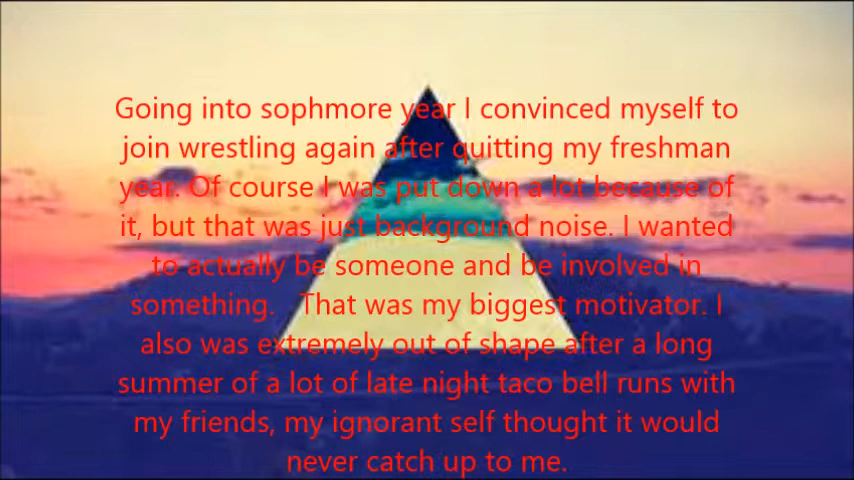 Going into sophmore year I convinced myself to
join wrestling again after quitting my freshman
year. Of course I was put down a lot because of
it, but that was just background noise. I wanted
to actually be someone and be involved in
something.   That was my biggest motivator. I
also was extremely out of shape after a long
summer of a lot of late night taco bell runs with
my friends, my ignorant self thought it would
never catch up to me.